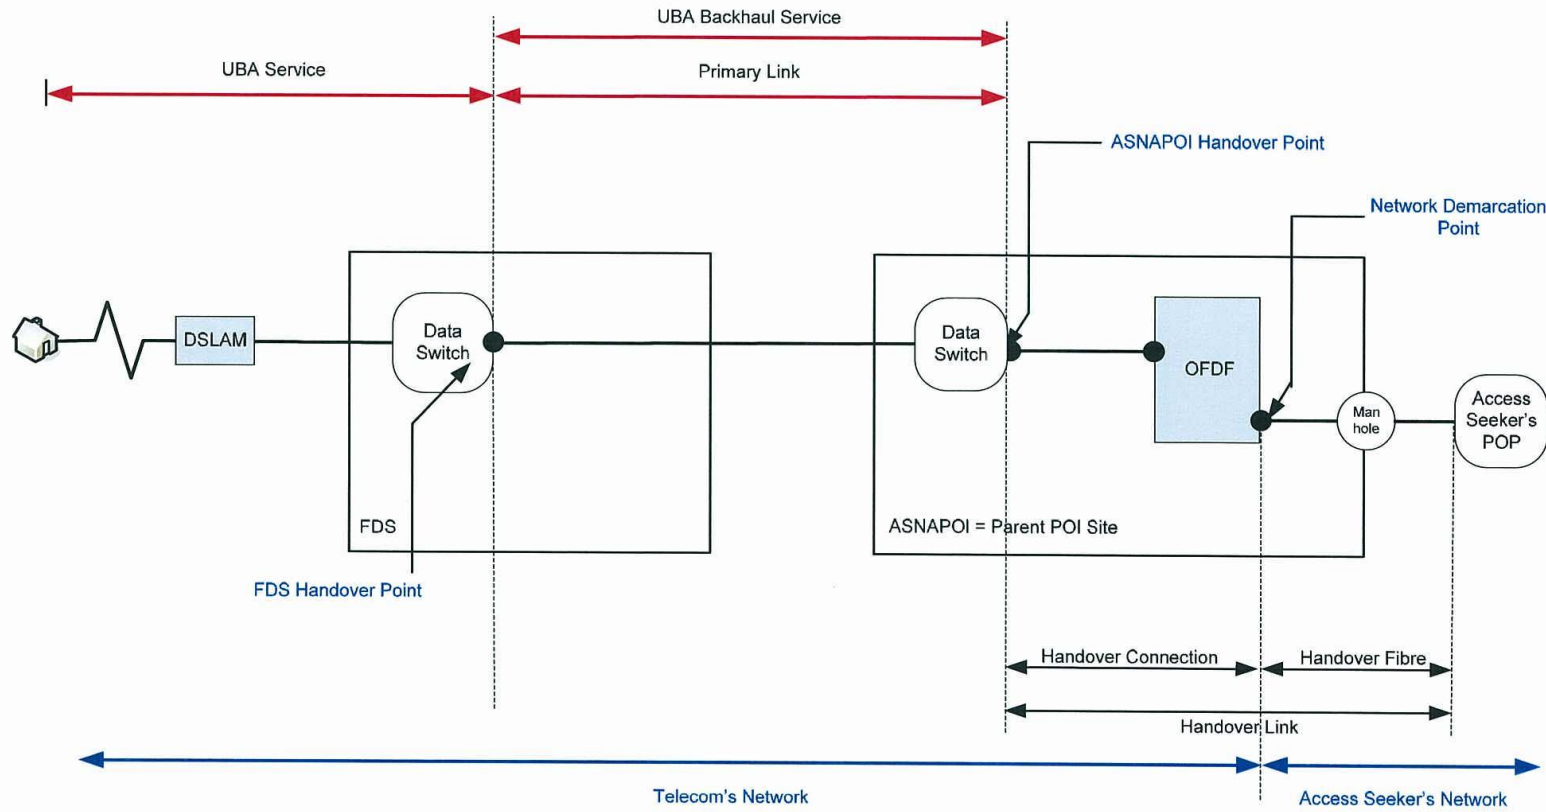 UBA Backhaul Service
UBA Service
Primary Link
ASNAPOI Handover Point
Network Demarcation
Point
DSLAM
Data
Switch
Data
Switch
OFDF
Man
hole
Access
Seeker's
POP
FDS
ASNAPOI = Parent POI Site
FDS Handover Point
Handover Connection
Handover Fibre
Handover Link
Telecom's Network
Access Seeker's Network